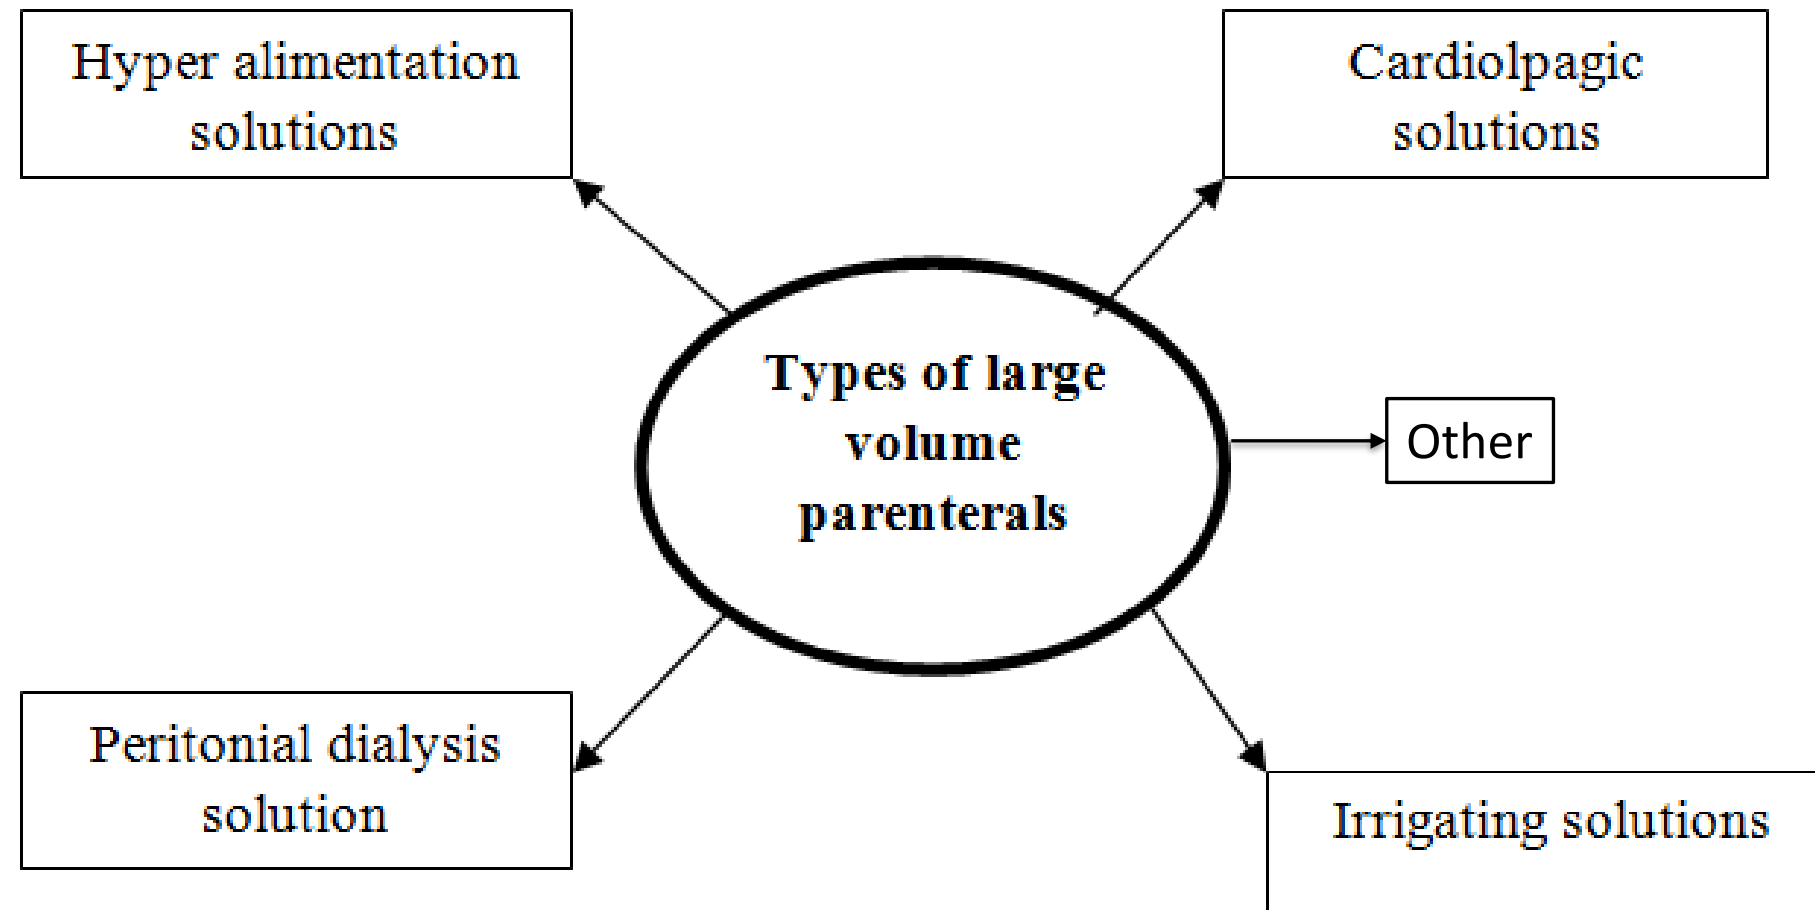 Hyper alimentation
solutions
Cardiolpagic
solutions
Types of large
volume
parenterals
Other
Peritonial dialysis
solution
Irrigating solutions